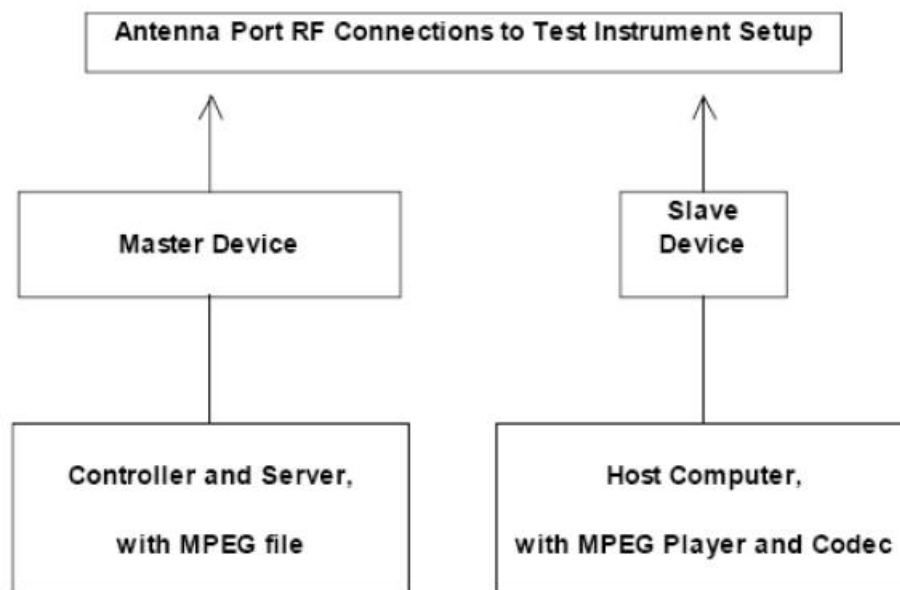 Antenna Port RF Connections to Test Instrument Setup
Master Device
Slave
Device
Controller and Server,
with MPEG file
Host Computer,
with MPEG Player and Codec